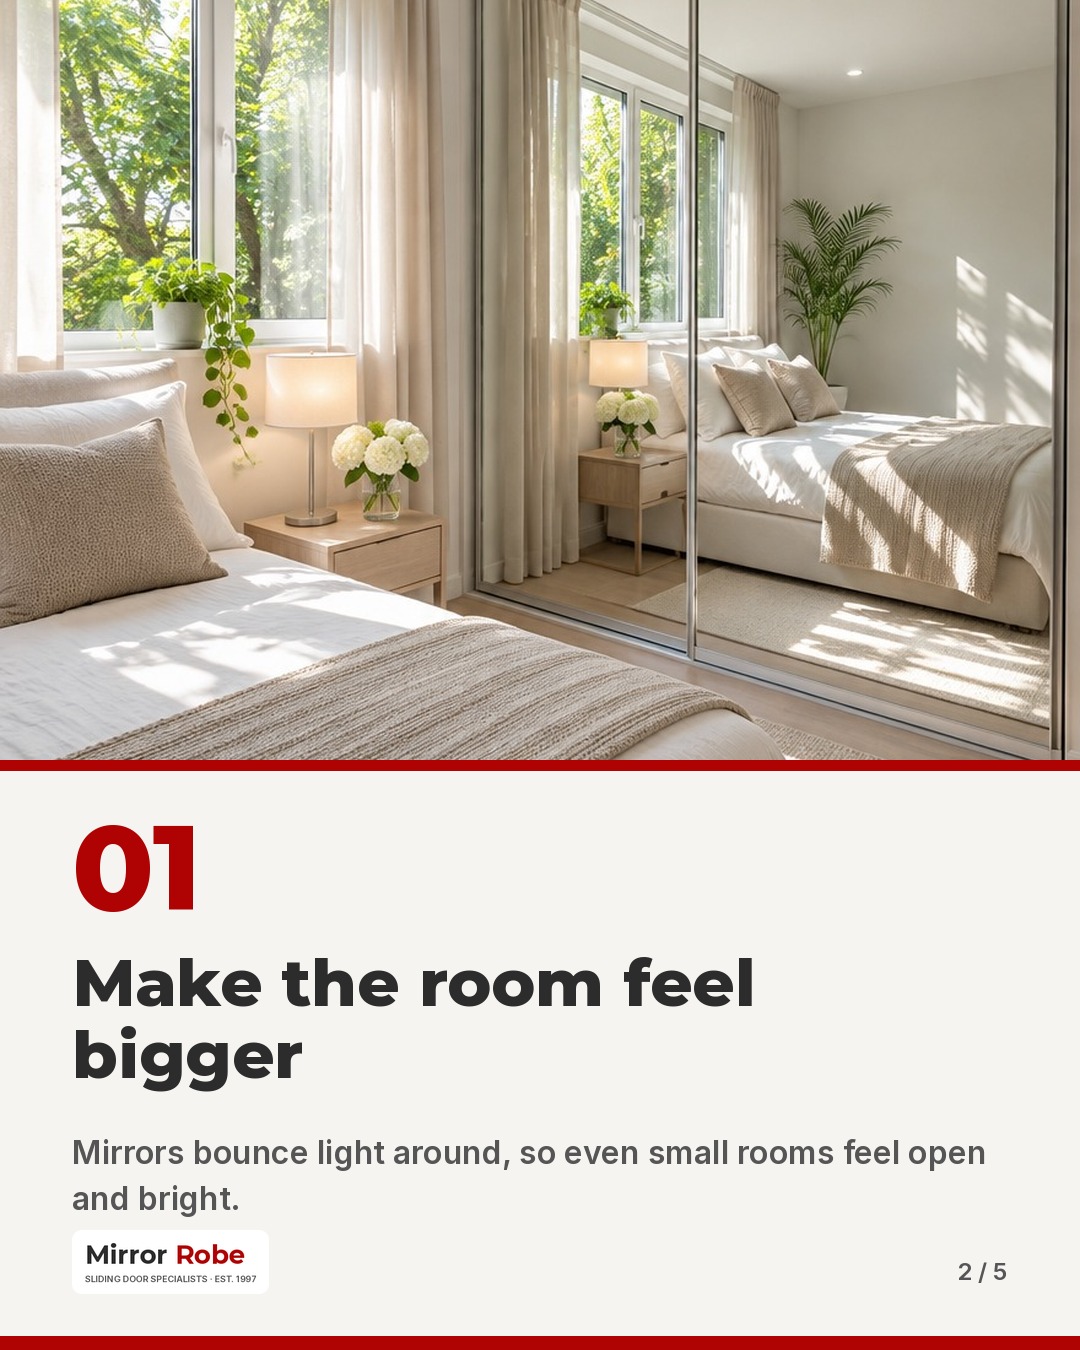 01
Make the room feel
bigger
Mirrors bounce light around, so even small rooms feel open
and bright.
Mirror Robe
SLIDING DOOR SPECIALISTS · EST. 1997
2 / 5